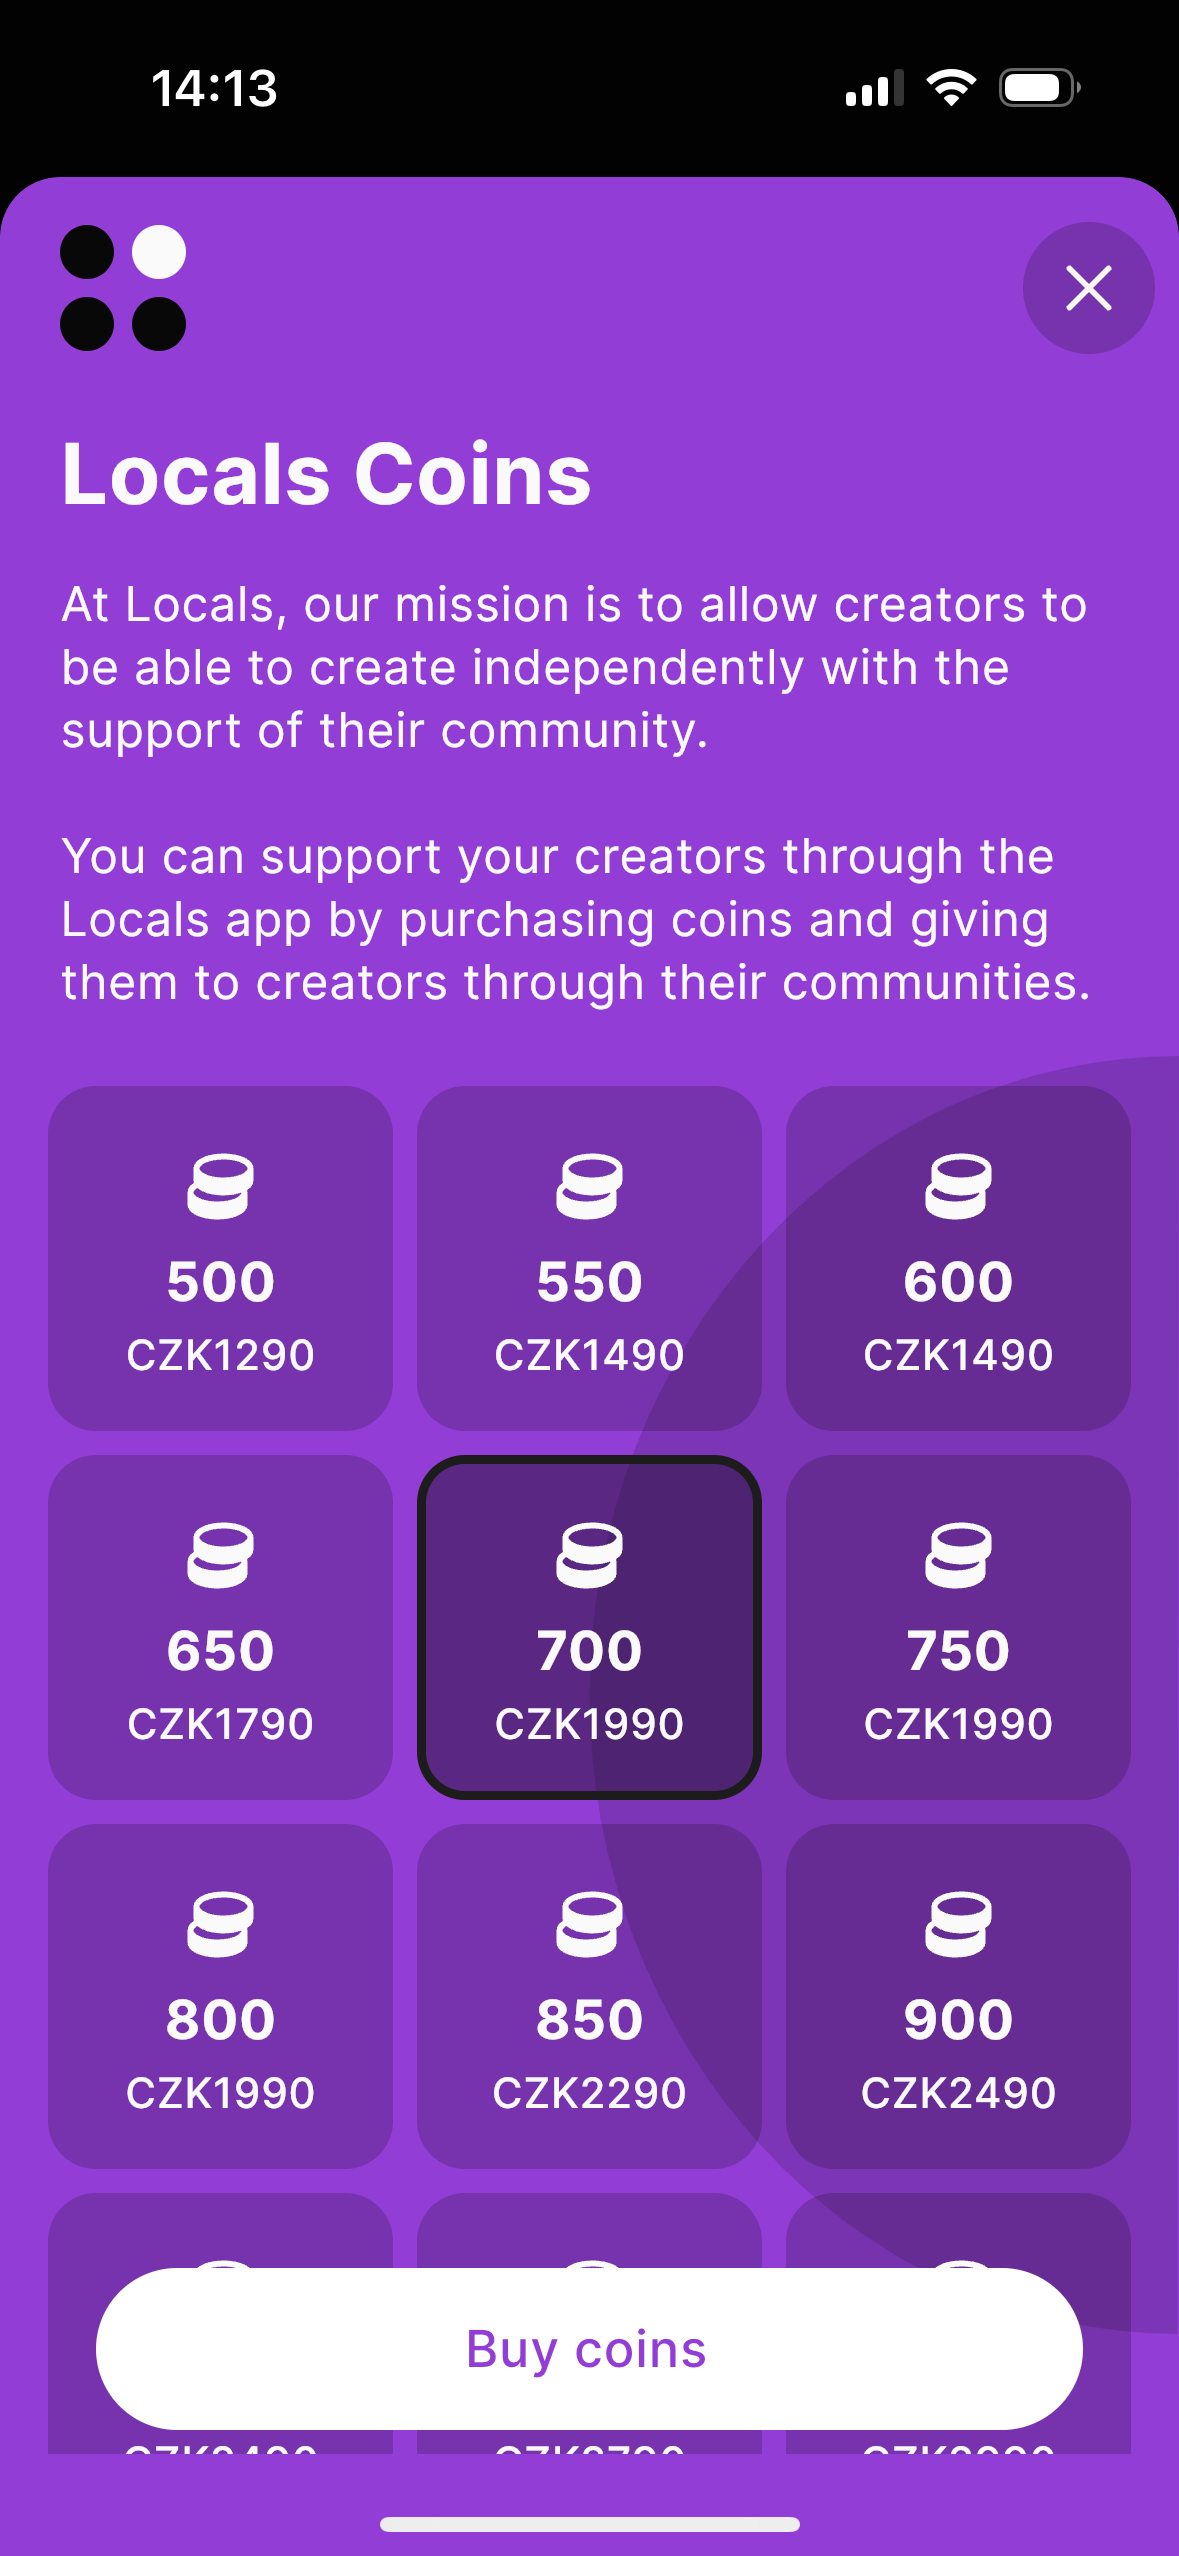 14:13
Locals Coins
At Locals, our mission is to allow creators to
be able to create independently with the
support of their community.
You can support your creators through the
Locals app by purchasing coins and giving
them to creators through their communities.
500
CZK1290
550
CZK1490
600
CZK1490
650
CZK1790
700
CZK1990
750
CZK1990
800
CZK1990
850
CZK2290
900
CZK2490
Buy coins